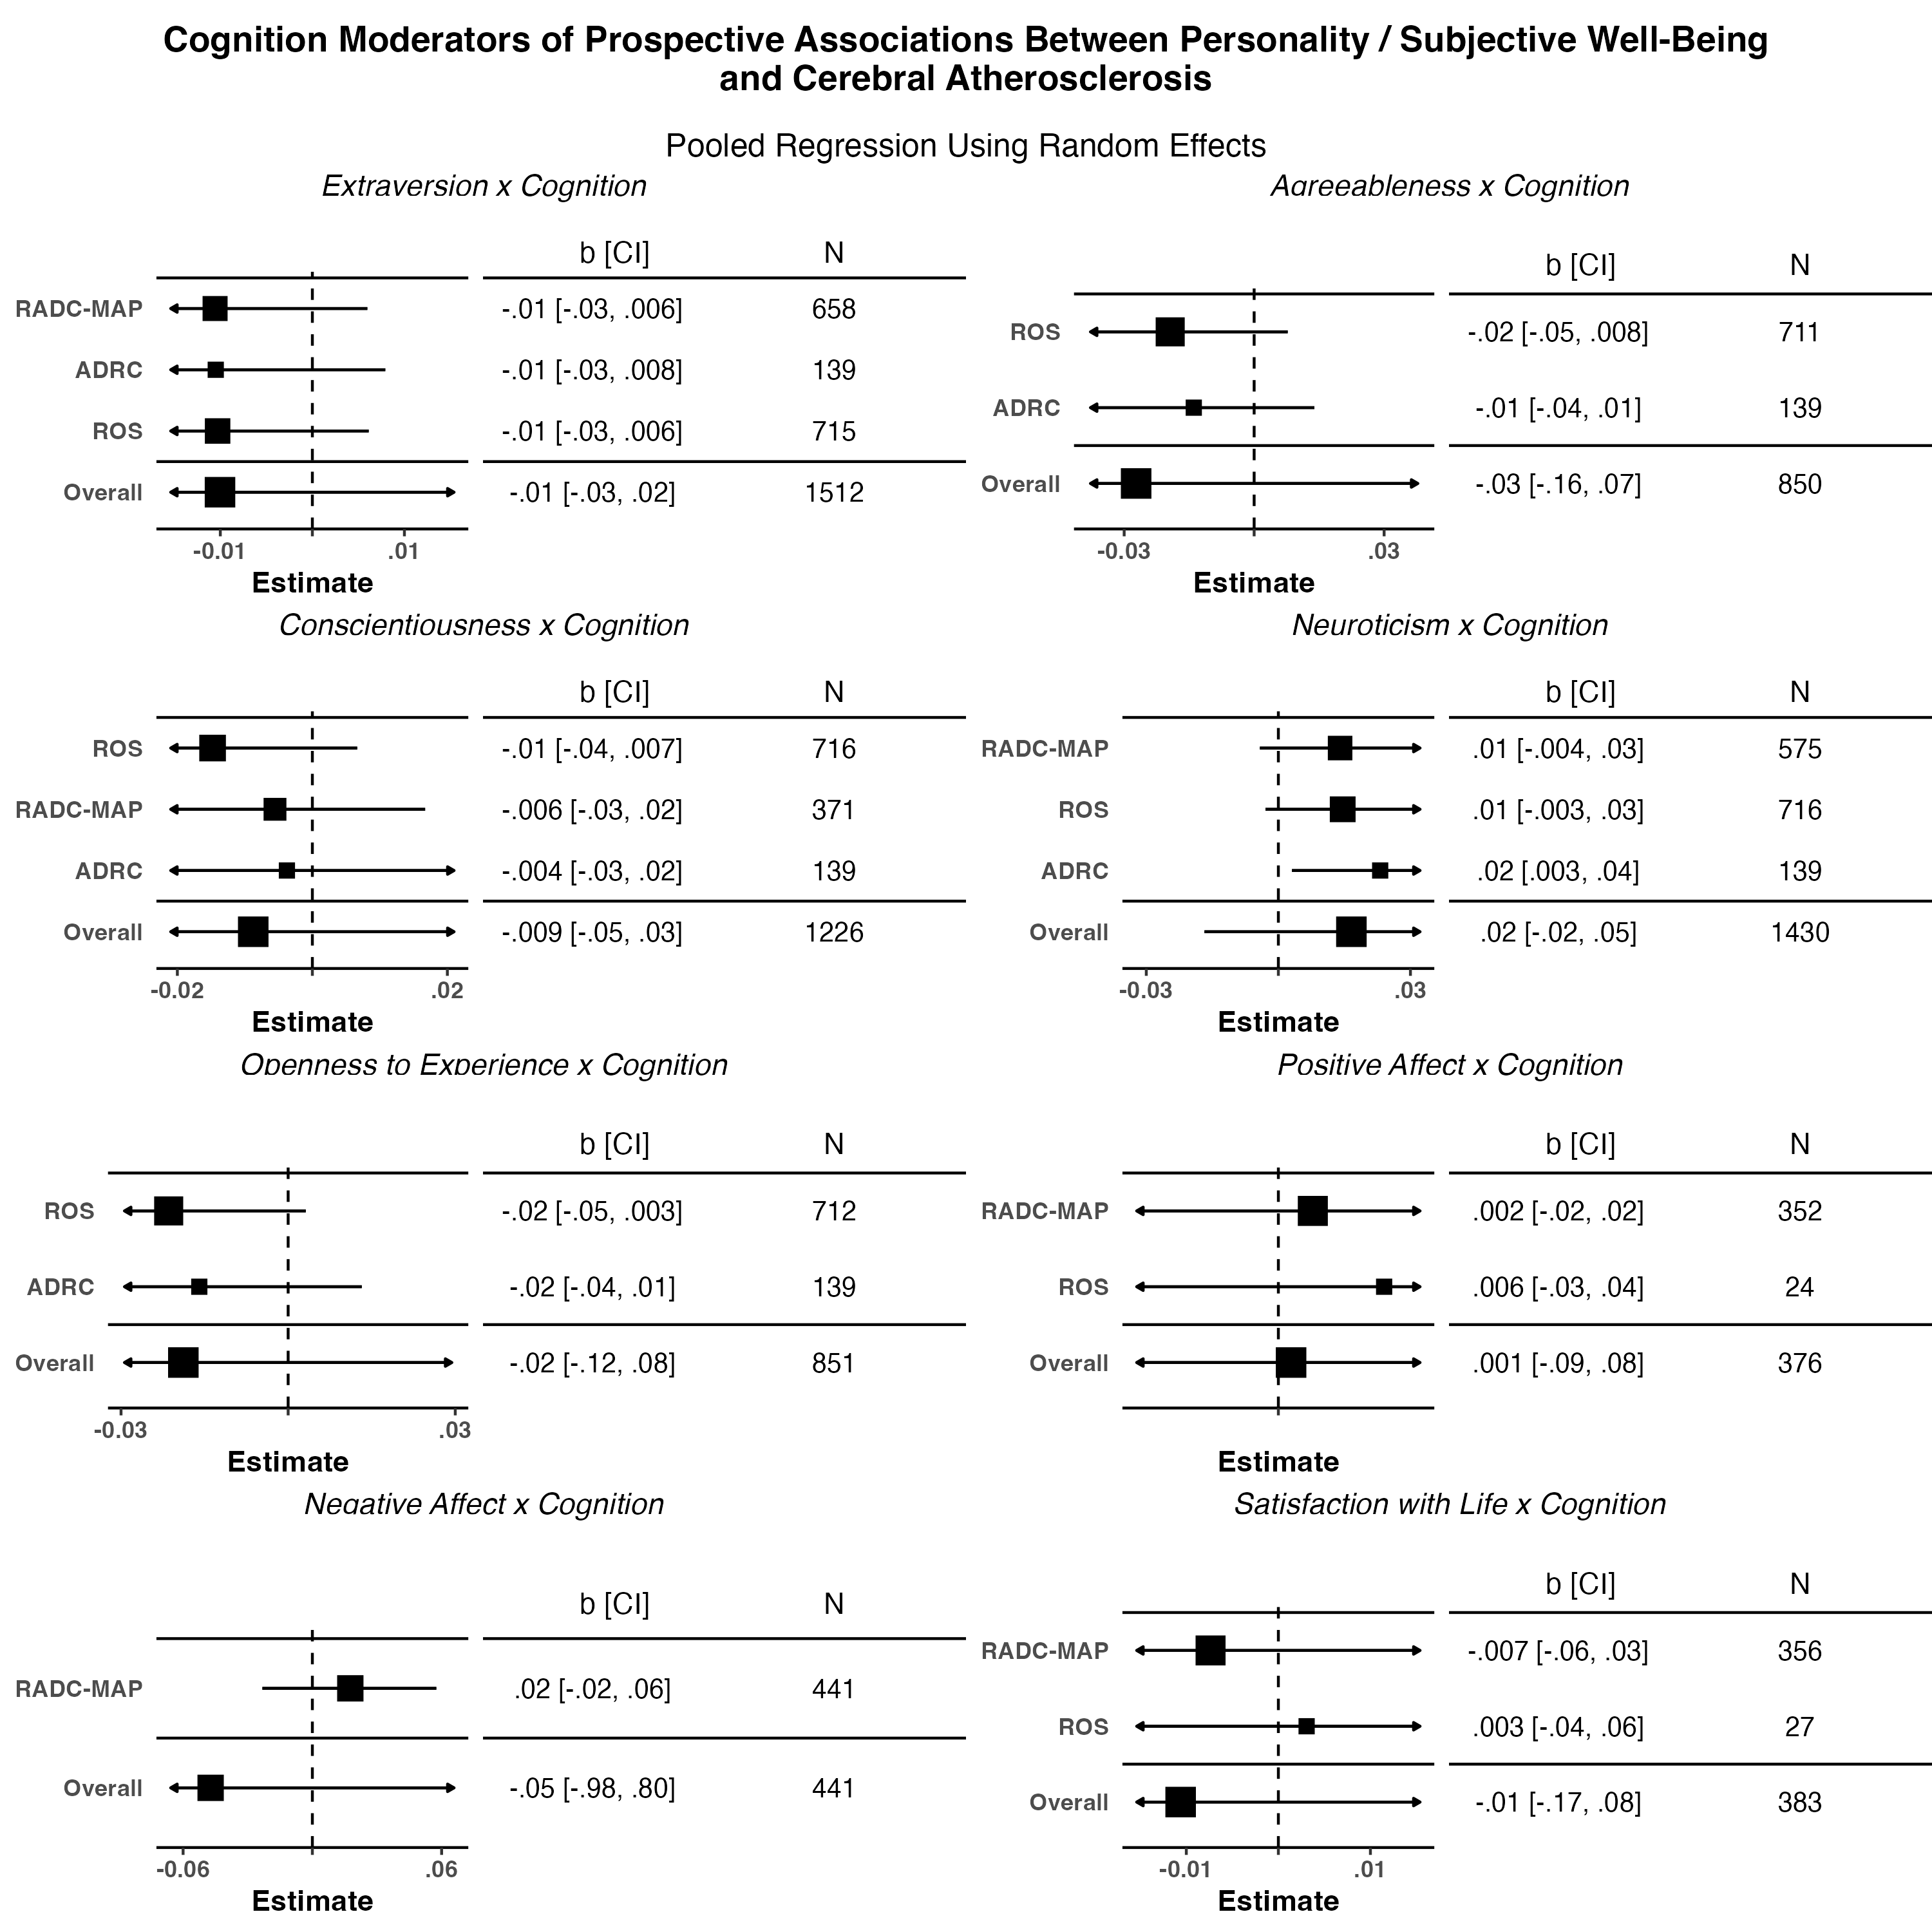 Cognition Moderators of Prospective Associations Between Personality / Subjective Well-Being
and Cerebral Atherosclerosis
Pooled Regression Using Random Effects
Extraversion x Cognition
b [CI] N
RADC-MAP -.01 [-.03, .006] 658
ADRC -.01 [-.03, .008] 139
ROS -.01 [-.03, .006] 715
Overall -.01 [-.03, .02] 1512
-0.01 .01
Estimate
Agreeableness x Cognition
b [CI] N
ROS -.02 [-.05, .008] 711
ADRC -.01 [-.04, .01] 139
Overall -.03 [-.16, .07] 850
-0.03 .03
Estimate
Conscientiousness x Cognition
b [CI] N
ROS -.01 [-.04, .007] 716
RADC-MAP -.006 [-.03, .02] 371
ADRC -.004 [-.03, .02] 139
Overall -.009 [-.05, .03] 1226
-0.02 .02
Estimate
Neuroticism x Cognition
b [CI] N
RADC-MAP .01 [-.004, .03] 575
ROS .01 [-.003, .03] 716
ADRC .02 [.003, .04] 139
Overall .02 [-.02, .05] 1430
-0.03 .03
Estimate
Openness to Experience x Cognition
b [CI] N
ROS -.02 [-.05, .003] 712
ADRC -.02 [-.04, .01] 139
Overall -.02 [-.12, .08] 851
-0.03 .03
Estimate
Positive Affect x Cognition
b [CI] N
RADC-MAP .002 [-.02, .02] 352
ROS .006 [-.03, .04] 24
Overall .001 [-.09, .08] 376
Estimate
Negative Affect x Cognition
b [CI] N
RADC-MAP .02 [-.02, .06] 441
Overall -.05 [-.98, .80] 441
-0.06 .06
Estimate
Satisfaction with Life x Cognition
b [CI] N
RADC-MAP -.007 [-.06, .03] 356
ROS .003 [-.04, .06] 27
Overall -.01 [-.17, .08] 383
-0.01 .01
Estimate